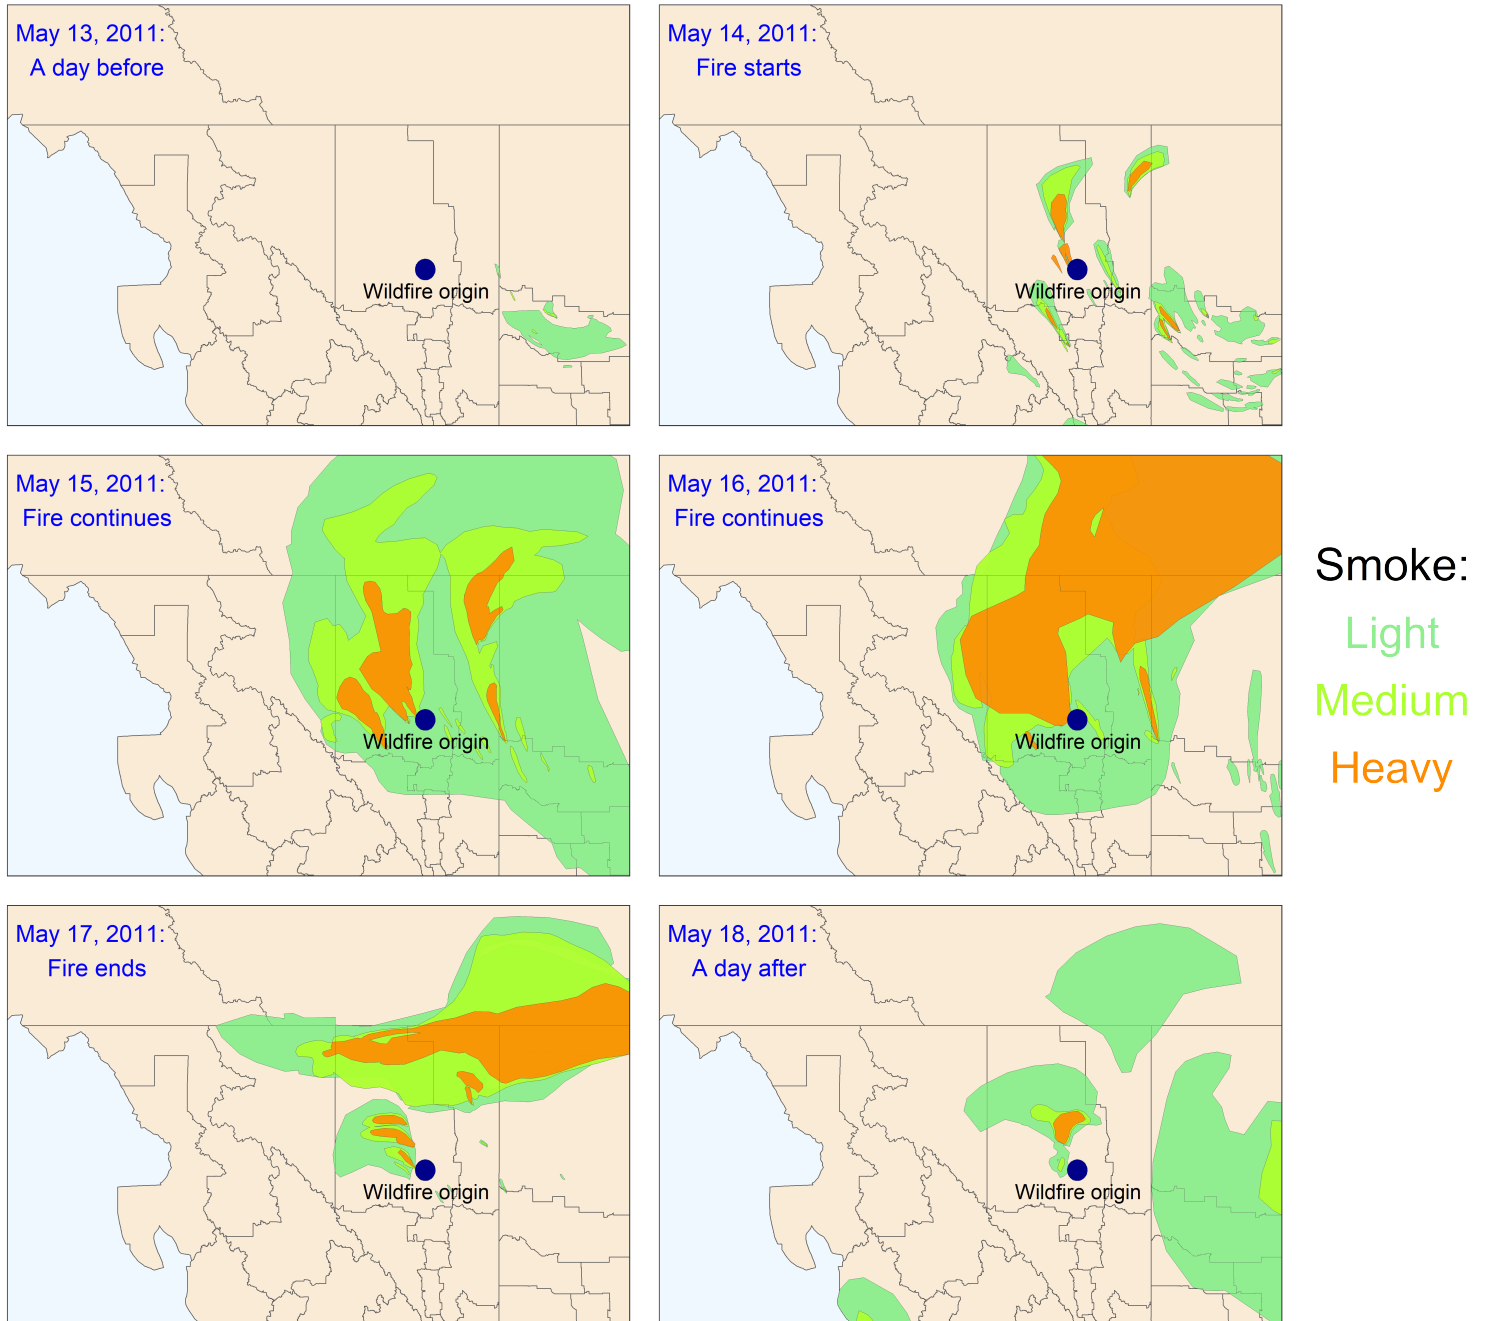 May 13, 2011:
A day before
Wildfire origin
May 14, 2011:
Fire starts
Wildfire origin
May 15, 2011:
Fire continues
Wildfire origin
May 16, 2011:
Fire continues
Wildfire origin
Smoke:
Light
Medium
Heavy
May 17, 2011:
Fire ends
Wildfire origin
May 18, 2011:
A day after
Wildfire origin